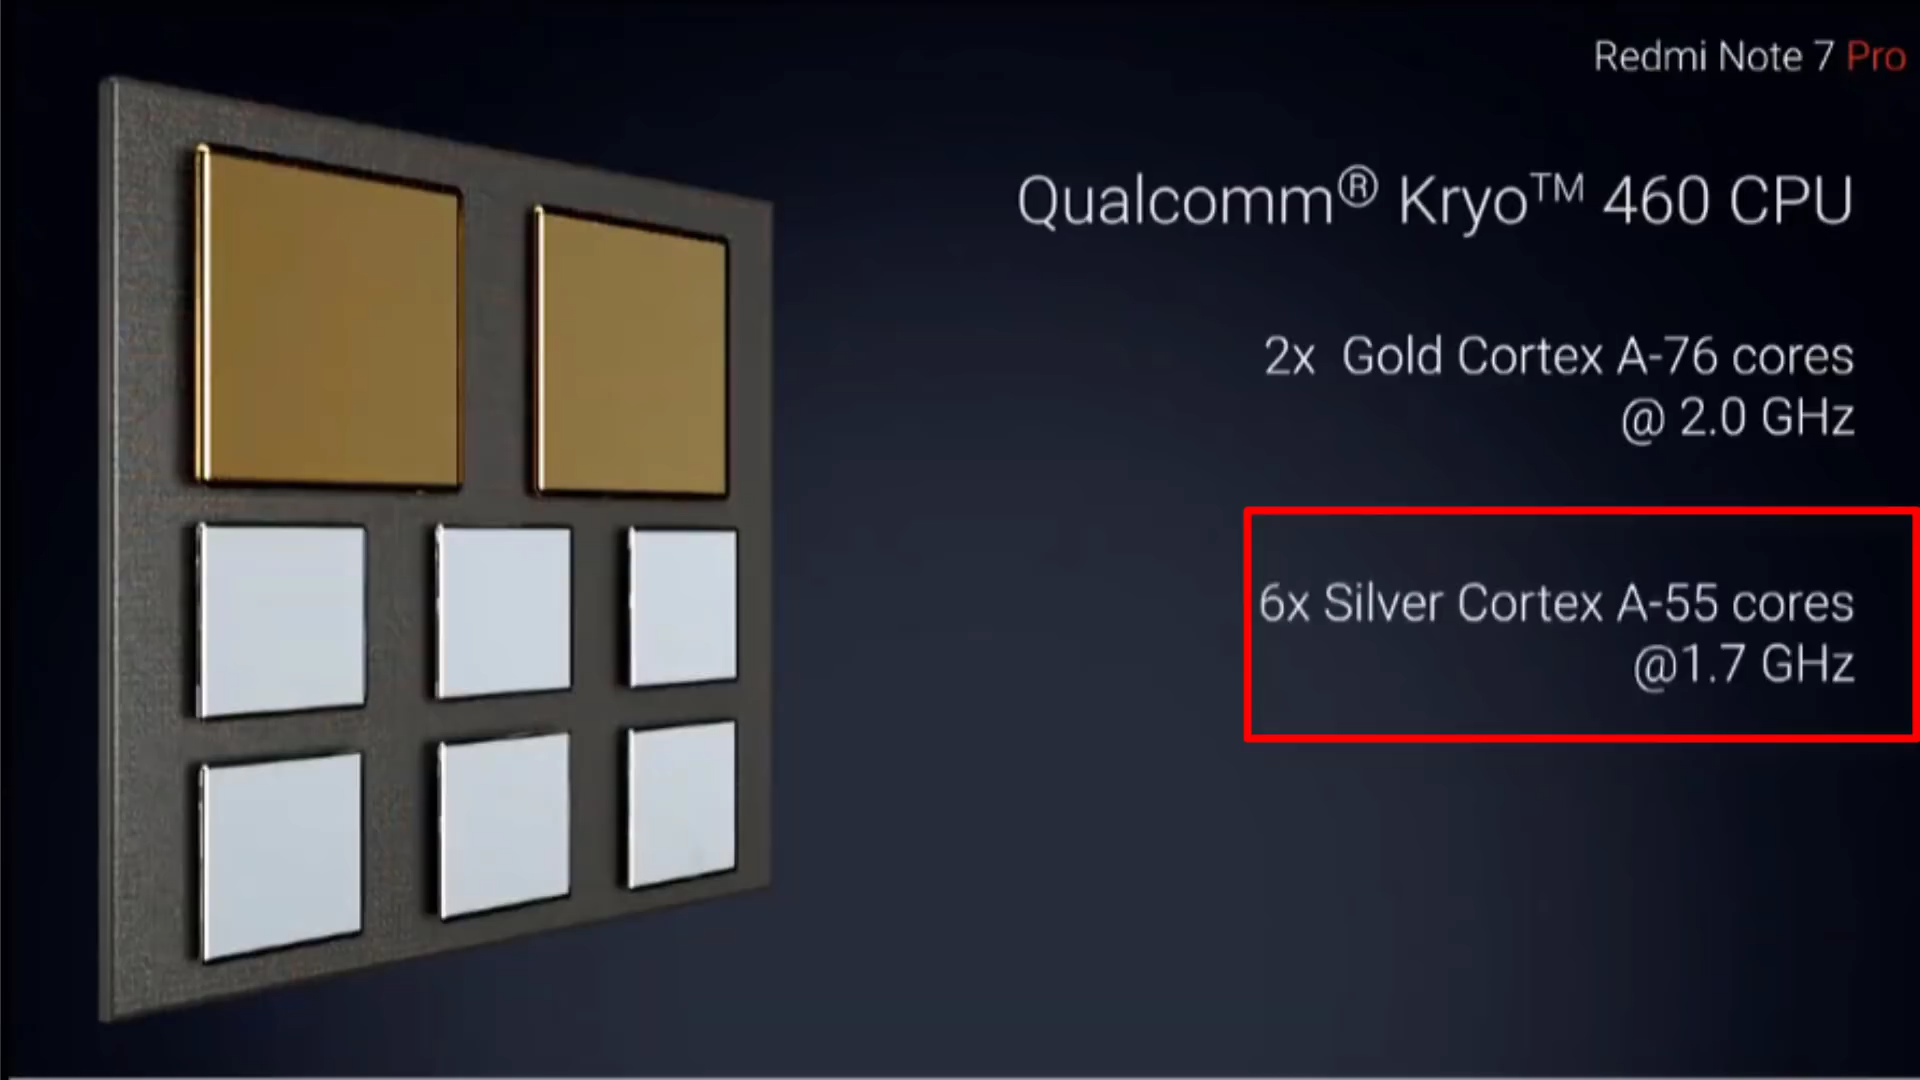 Redmi Note 7 Pro
Qualcomm® Kryo™ 460 CPU
2x Gold Cortex A-76 cores
@ 2.0 GHz
6x Silver Cortex A-55 cores
@1.7 GHz